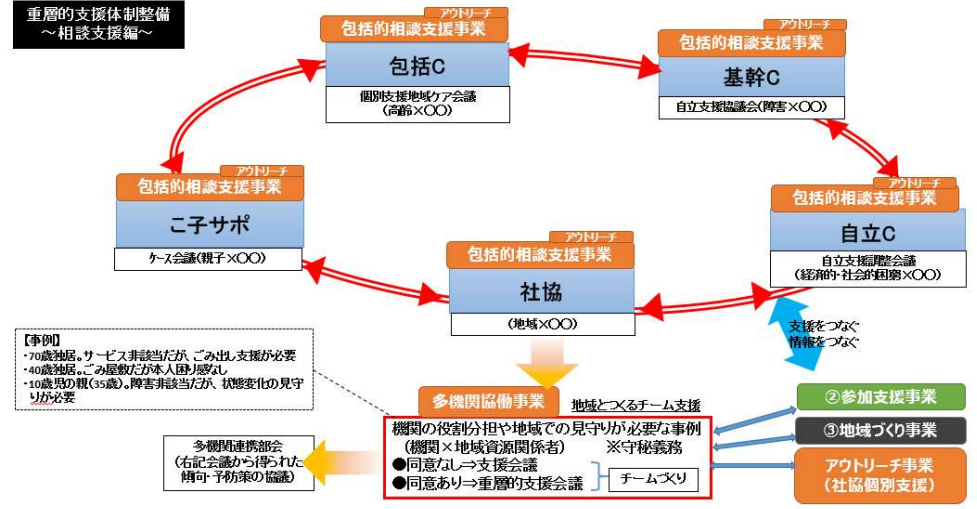 重層的支援体制整備
～相談支援編～
アウトリーチ
包括的相談支援事業
包括C
個別支援地域ケア会議
(高齢×〇〇)
アウトリーチ
包括的相談支援事業
基幹C
自立支援協議会(障害×〇〇)
アウトリーチ
包括的相談支援事業
こ子サポ
ケース会議(親子×〇〇)
アウトリーチ
包括的相談支援事業
自立C
自立支援調整会議
(経済的・社会的困窮×〇〇)
アウトリーチ
包括的相談支援事業
社協
(地域×〇〇)
支援をつなぐ
情報をつなぐ
【事例】
・70歳独居。サービス非該当だが、ごみ出し支援が必要
・40歳独居。ごみ屋敷だが本人困り感なし
・10歳児の親(35歳)。障害非該当だが、状態変化の見守
りが必要
多機関協働事業
地域とつくるチーム支援
機関の役割分担や地域での見守りが必要な事例
(機関×地域資源関係者) ※守秘義務
●同意なし⇒支援会議
●同意あり⇒重層的支援会議
チームづくり
多機関連携部会
(右記会議から得られた
傾向・予防策の協議)
②参加支援事業
③地域づくり事業
アウトリーチ事業
(社協個別支援)